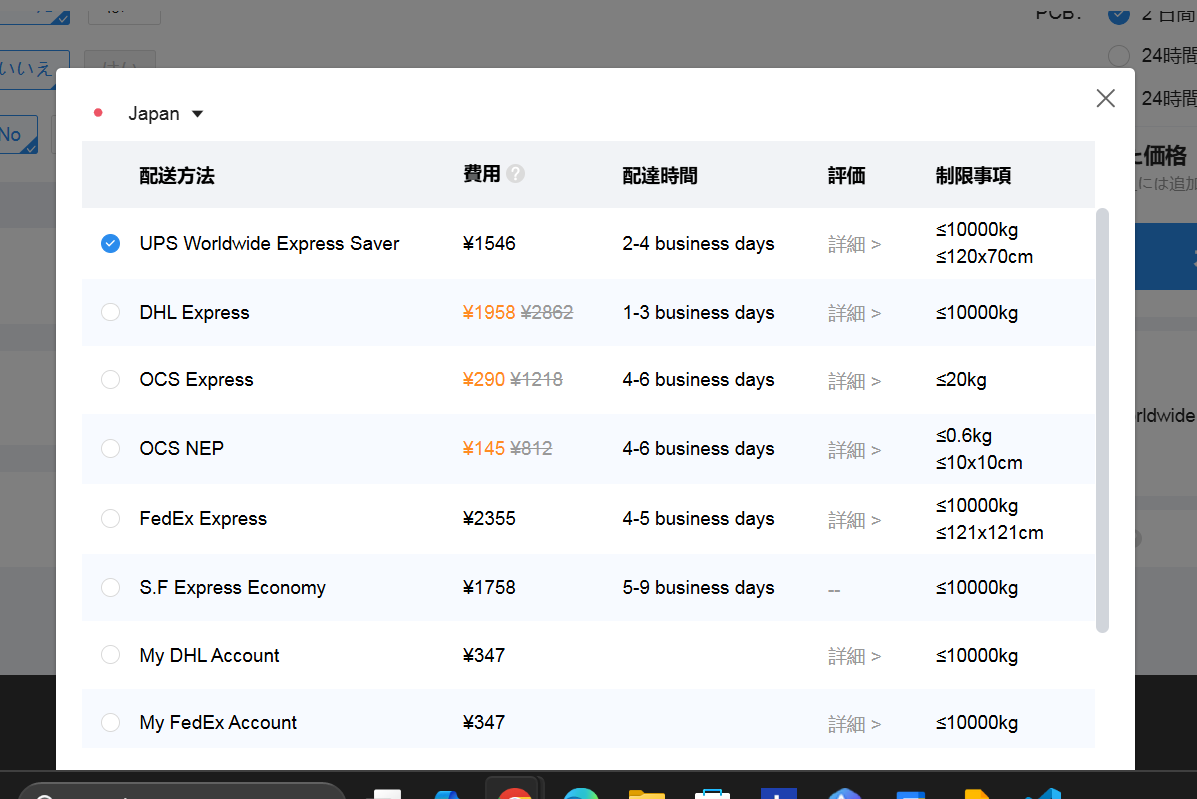 PCB:
2 日間
いいえ
はい
24時間
24時間
No
Japan
価格
には追加
配送方法 費用 ? 配達時間 評価 制限事項
UPS Worldwide Express Saver ¥1546 2-4 business days 詳細 > ≤10000kg
≤120x70cm
DHL Express ¥1958 ¥2862 1-3 business days 詳細 > ≤10000kg
OCS Express ¥290 ¥1218 4-6 business days 詳細 > ≤20kg
rldwide
OCS NEP ¥145 ¥812 4-6 business days 詳細 > ≤0.6kg
≤10x10cm
FedEx Express ¥2355 4-5 business days 詳細 > ≤10000kg
≤121x121cm
S.F Express Economy ¥1758 5-9 business days -- ≤10000kg
My DHL Account ¥347 詳細 > ≤10000kg
My FedEx Account ¥347 詳細 > ≤10000kg